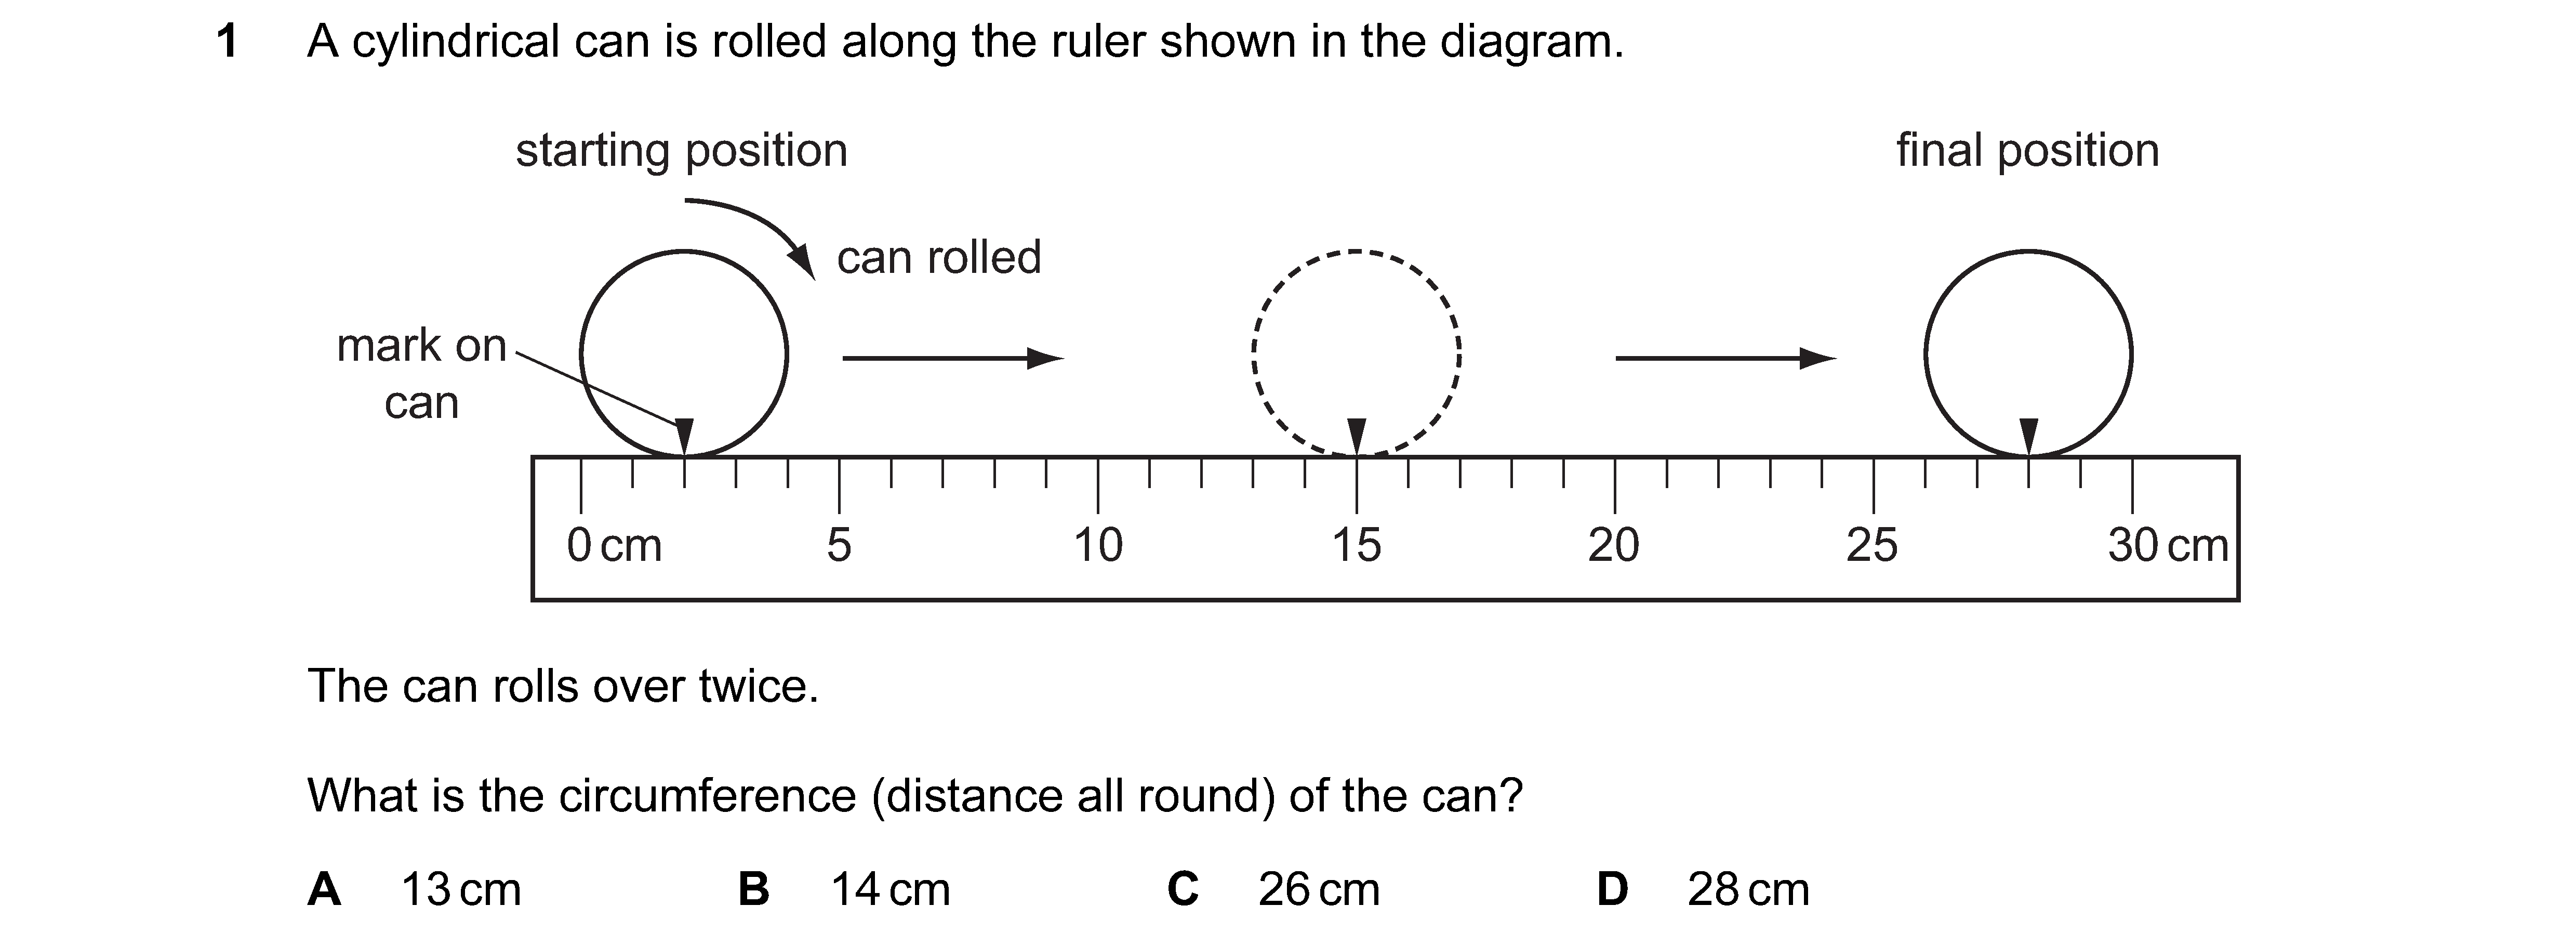 1 A cylindrical can is rolled along the ruler shown in the diagram.
starting position
final position
can rolled
mark on
can
0 cm 5 10 15 20 25 30 cm
The can rolls over twice.
What is the circumference (distance all round) of the can?
A 13 cm B 14 cm C 26 cm D 28 cm